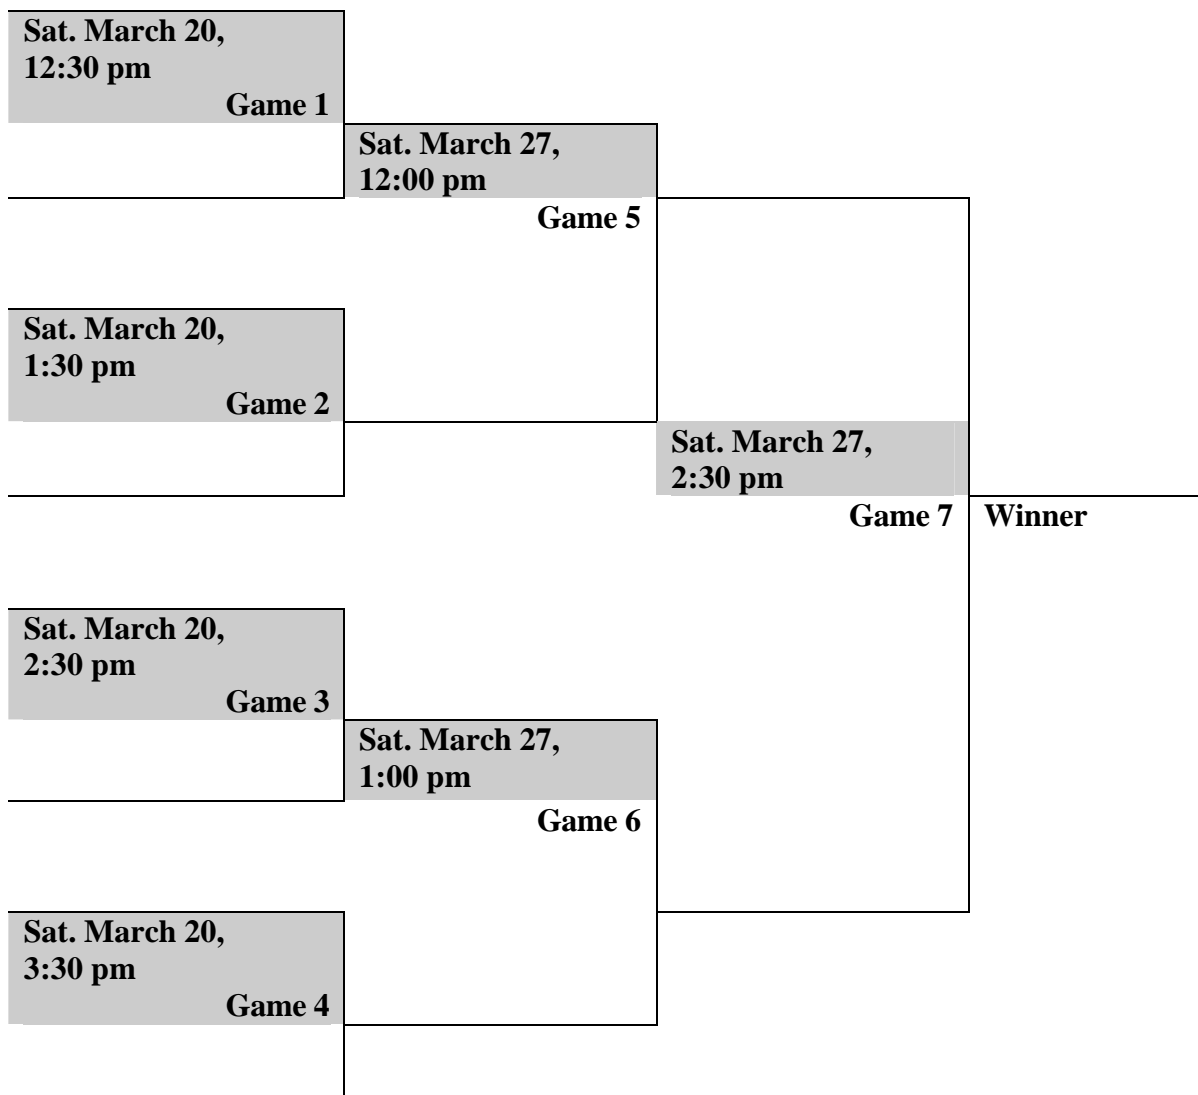 Sat. March 20,
12:30 pm
Game 1
Sat. March 27,
12:00 pm
Game 5
Sat. March 20,
1:30 pm
Game 2
Sat. March 27,
2:30 pm
Game 7
Winner
Sat. March 20,
2:30 pm
Game 3
Sat. March 27,
1:00 pm
Game 6
Sat. March 20,
3:30 pm
Game 4